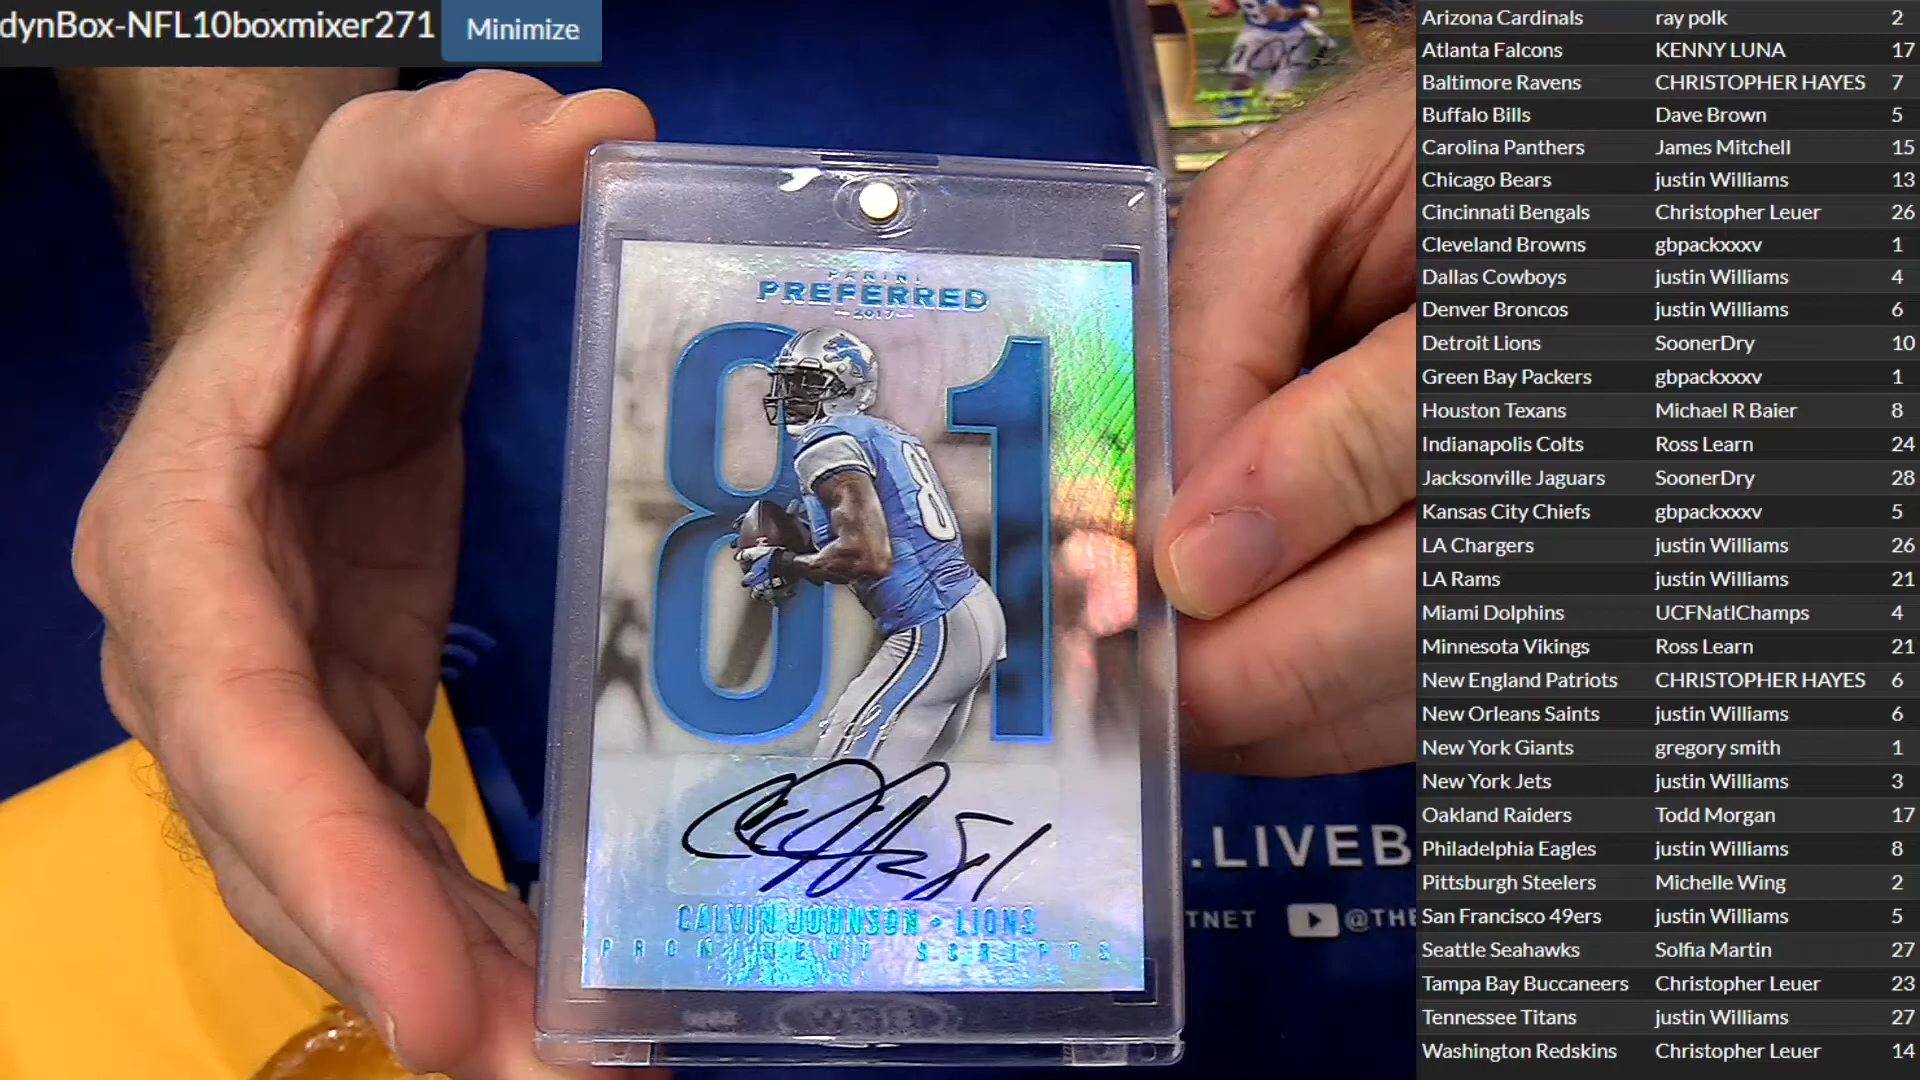 dynBox-NFL10boxmixer271
Minimize
PANINI
PREFERRED
2017
81
8
CALVIN JOHNSON • LIONS
PROMINENT SCRIPTS
.LIVEB
TNET
@THE
Arizona Cardinals ray polk 2
Atlanta Falcons KENNY LUNA 17
Baltimore Ravens CHRISTOPHER HAYES 7
Buffalo Bills Dave Brown 5
Carolina Panthers James Mitchell 15
Chicago Bears justin Williams 13
Cincinnati Bengals Christopher Leuer 26
Cleveland Browns gbpackxxxv 1
Dallas Cowboys justin Williams 4
Denver Broncos justin Williams 6
Detroit Lions SoonerDry 10
Green Bay Packers gbpackxxxv 1
Houston Texans Michael R Baier 8
Indianapolis Colts Ross Learn 24
Jacksonville Jaguars SoonerDry 28
Kansas City Chiefs gbpackxxxv 5
LA Chargers justin Williams 26
LA Rams justin Williams 21
Miami Dolphins UCFNatlChamps 4
Minnesota Vikings Ross Learn 21
New England Patriots CHRISTOPHER HAYES 6
New Orleans Saints justin Williams 6
New York Giants gregory smith 1
New York Jets justin Williams 3
Oakland Raiders Todd Morgan 17
Philadelphia Eagles justin Williams 8
Pittsburgh Steelers Michelle Wing 2
San Francisco 49ers justin Williams 5
Seattle Seahawks Solfia Martin 27
Tampa Bay Buccaneers Christopher Leuer 23
Tennessee Titans justin Williams 27
Washington Redskins Christopher Leuer 14